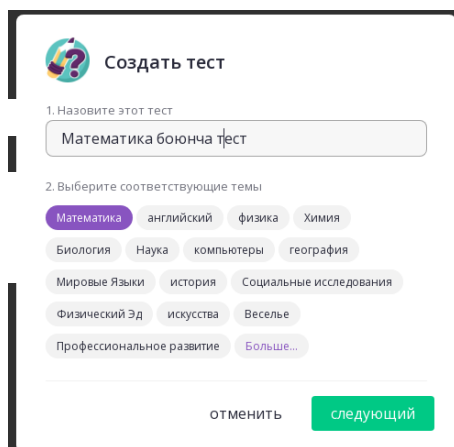 Создать тест
1. Назовите этот тест
Математика боюнча тест
2. Выберите соответствующие темы
Математика английский физика Химия
Биология Наука компьютеры география
Мировые Языки история Социальные исследования
Физический Эд искусства Веселье
Профессиональное развитие Больше...
отменить следующий